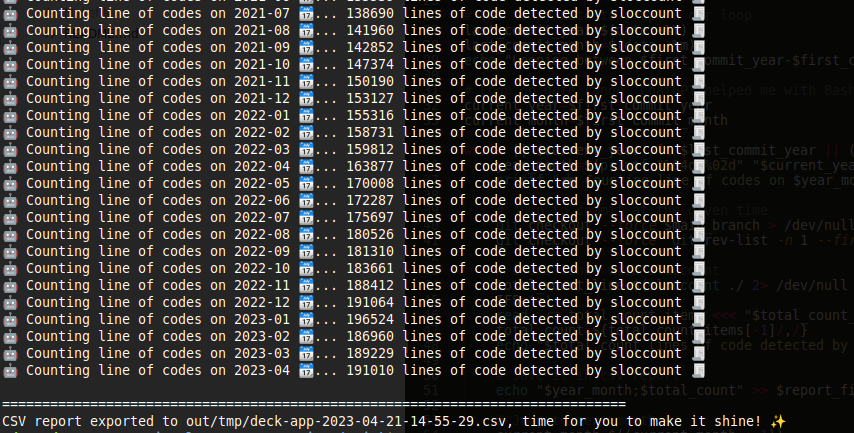 🤖 Counting line of codes on 2021-07 📅... 138690 lines of code detected by sloccount 🧾
🤖 Counting line of codes on 2021-08 📅... 141960 lines of code detected by sloccount 🧾
🤖 Counting line of codes on 2021-09 📅... 142852 lines of code detected by sloccount 🧾
🤖 Counting line of codes on 2021-10 📅... 147374 lines of code detected by sloccount 🧾
🤖 Counting line of codes on 2021-11 📅... 150190 lines of code detected by sloccount 🧾
🤖 Counting line of codes on 2021-12 📅... 153127 lines of code detected by sloccount 🧾
🤖 Counting line of codes on 2022-01 📅... 155316 lines of code detected by sloccount 🧾
🤖 Counting line of codes on 2022-02 📅... 158731 lines of code detected by sloccount 🧾
🤖 Counting line of codes on 2022-03 📅... 159812 lines of code detected by sloccount 🧾
🤖 Counting line of codes on 2022-04 📅... 163877 lines of code detected by sloccount 🧾
🤖 Counting line of codes on 2022-05 📅... 170008 lines of code detected by sloccount 🧾
🤖 Counting line of codes on 2022-06 📅... 172287 lines of code detected by sloccount 🧾
🤖 Counting line of codes on 2022-07 📅... 175697 lines of code detected by sloccount 🧾
🤖 Counting line of codes on 2022-08 📅... 180526 lines of code detected by sloccount 🧾
🤖 Counting line of codes on 2022-09 📅... 181310 lines of code detected by sloccount 🧾
🤖 Counting line of codes on 2022-10 📅... 183661 lines of code detected by sloccount 🧾
🤖 Counting line of codes on 2022-11 📅... 188412 lines of code detected by sloccount 🧾
🤖 Counting line of codes on 2022-12 📅... 191064 lines of code detected by sloccount 🧾
🤖 Counting line of codes on 2023-01 📅... 196524 lines of code detected by sloccount 🧾
🤖 Counting line of codes on 2023-02 📅... 186960 lines of code detected by sloccount 🧾
🤖 Counting line of codes on 2023-03 📅... 189229 lines of code detected by sloccount 🧾
🤖 Counting line of codes on 2023-04 📅... 191010 lines of code detected by sloccount 🧾
==============================================================================
CSV report exported to out/tmp/deck-app-2023-04-21-14-55-29.csv, time for you to make it shine! ✨